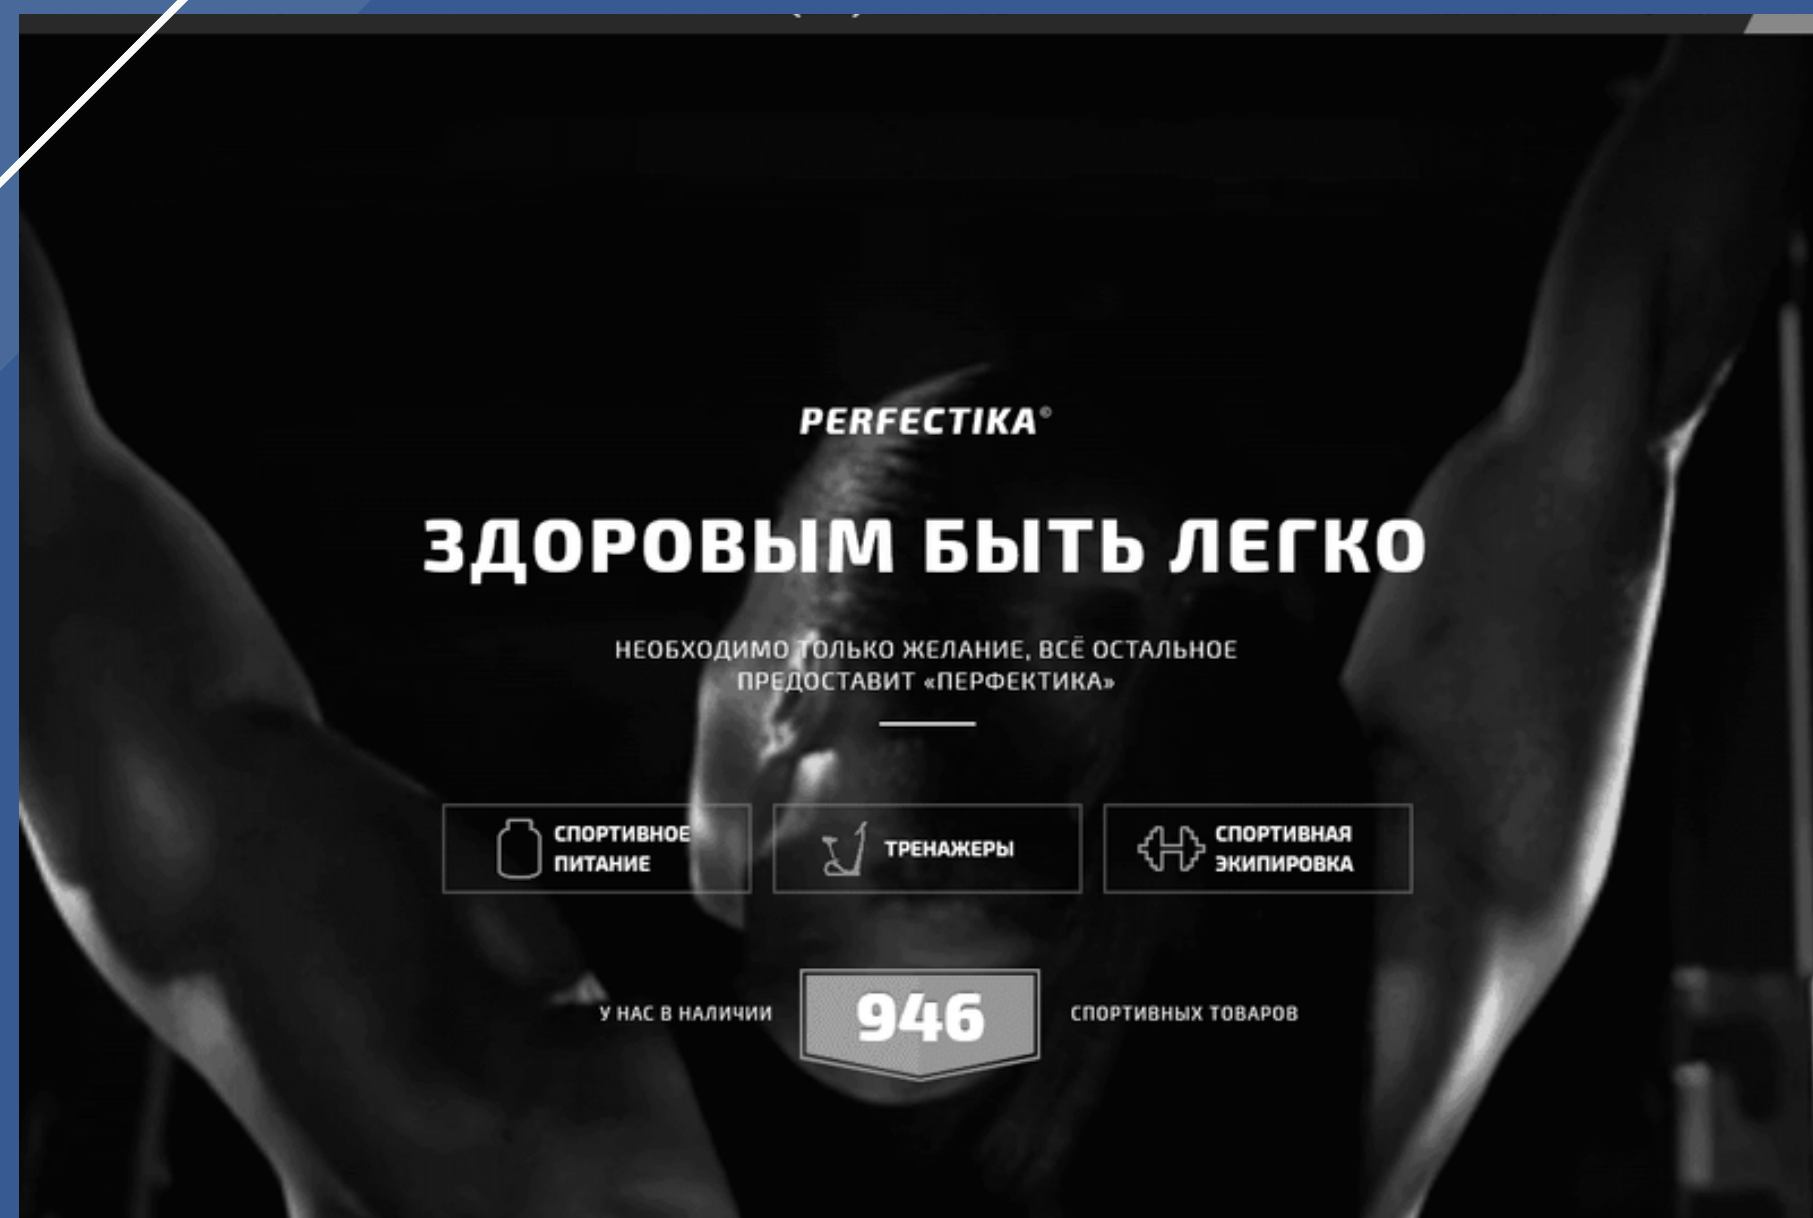 PERFECTIKA©
ЗДОРОВЫМ БЫТЬ ЛЕГКО
НЕОБХОДИМО ТОЛЬКО ЖЕЛАНИЕ, ВСЁ ОСТАЛЬНОЕ
ПРЕДОСТАВИТ «ПЕРФЕКТИКА»
СПОРТИВНОЕ
ПИТАНИЕ
ТРЕНАЖЕРЫ
СПОРТИВНАЯ
ЭКИПИРОВКА
У НАС В НАЛИЧИИ 946 СПОРТИВНЫХ ТОВАРОВ